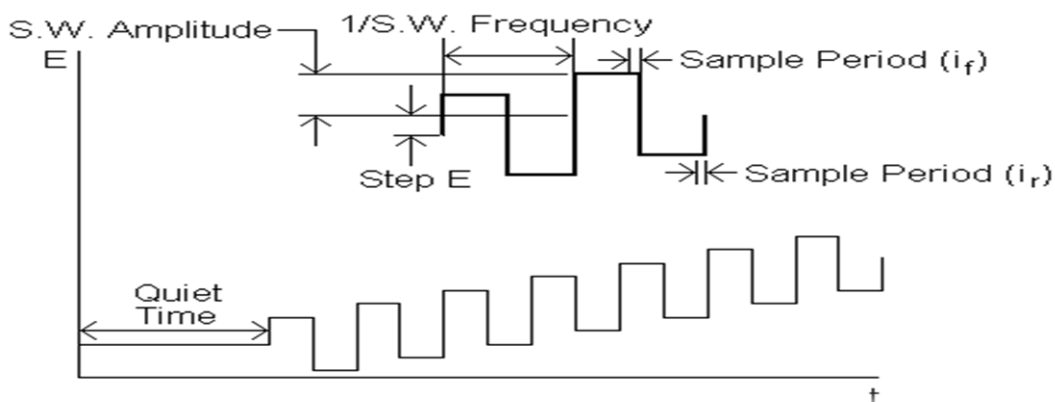 S.W. Amplitude
1/S.W. Frequency
E
Sample Period (if)
Step E
Sample Period (ir)
Quiet
Time
t